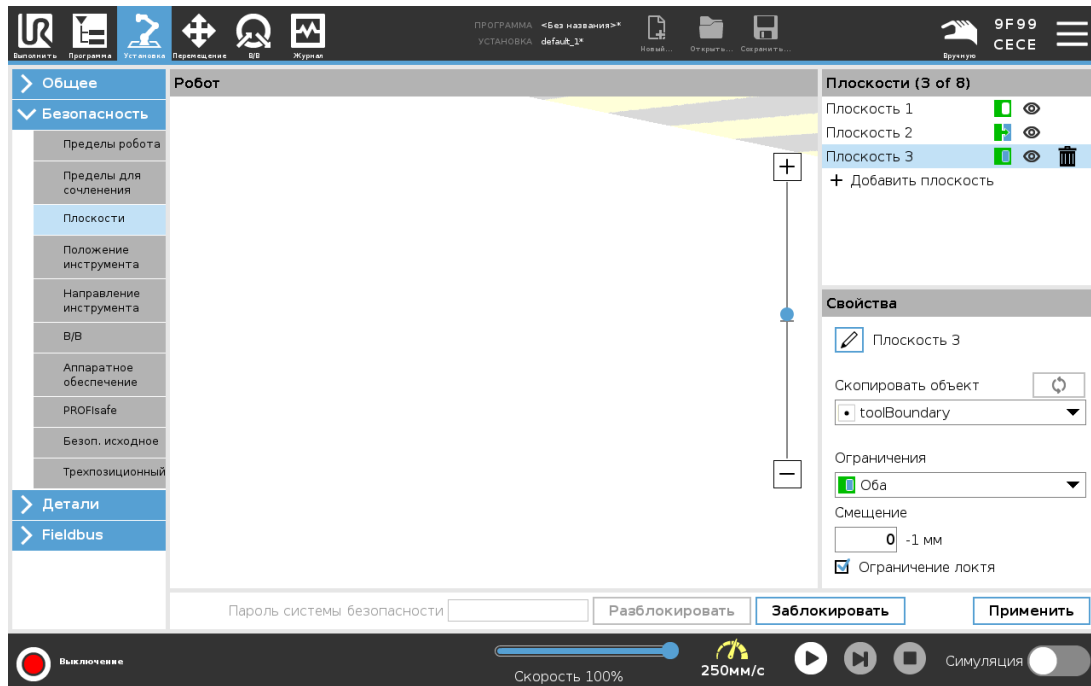 ПРОГРАММА <Без названия>*
УСТАНОВКА default_1*
Выполнить Программа Установка Перемещение В/В Журнал
Новый... Открыть... Сохранить...
Вручную
9F99
CECE
Общее
Безопасность
Пределы робота
Пределы для
сочленения
Плоскости
Положение
инструмента
Направление
инструмента
В/В
Аппаратное
обеспечение
PROFIsafe
Безоп. исходное
Трехпозиционный
Детали
Fieldbus
Робот
Плоскости (3 of 8)
Плоскость 1
Плоскость 2
Плоскость 3
+ Добавить плоскость
Свойства
Плоскость 3
Скопировать объект
toolBoundary
Ограничения
Оба
Смещение
0 -1 мм
Ограничение локтя
Пароль системы безопасности
Разблокировать
Заблокировать
Применить
Выключение
Скорость 100%
250мм/с
Симуляция